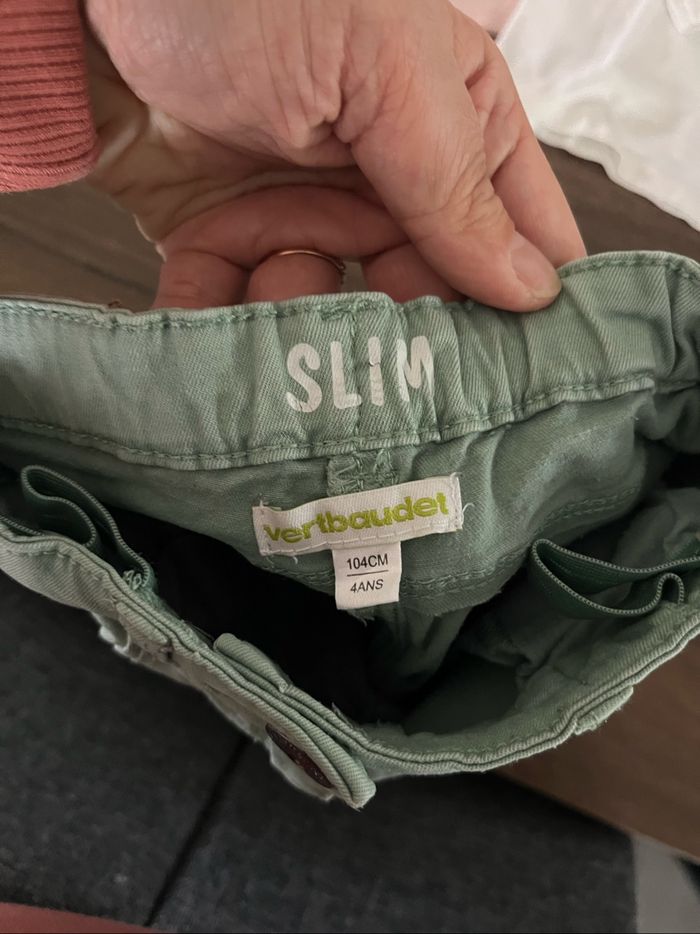 SLIM
vertbaudet
104CM
4ANS